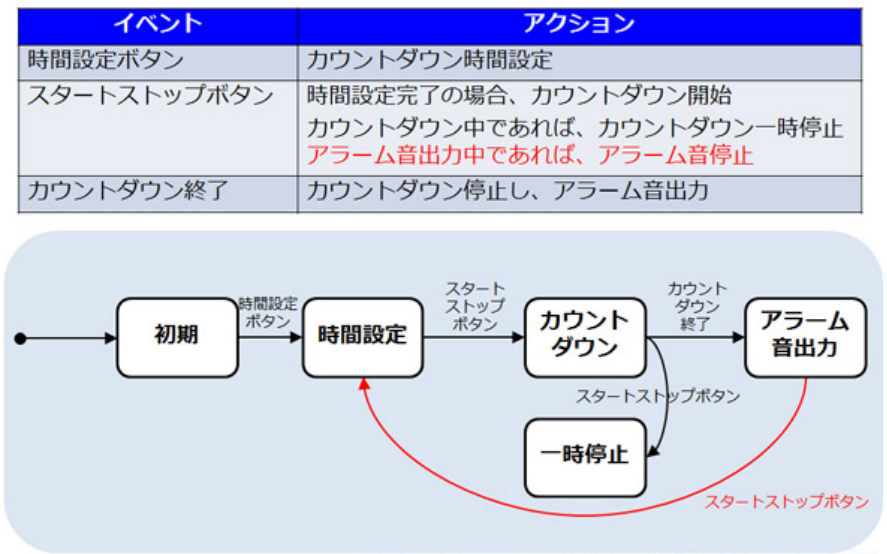 イベント
アクション
時間設定ボタン
カウントダウン時間設定
スタートストップボタン
時間設定完了の場合、カウントダウン開始
カウントダウン中であれば、カウントダウン一時停止
アラーム音出力中であれば、アラーム音停止
カウントダウン終了
カウントダウン停止し、アラーム音出力
初期
時間設定
ボタン
時間設定
スタート
ストップ
ボタン
カウント
ダウン
カウント
ダウン
終了
アラーム
音出力
スタートストップボタン
一時停止
スタートストップボタン